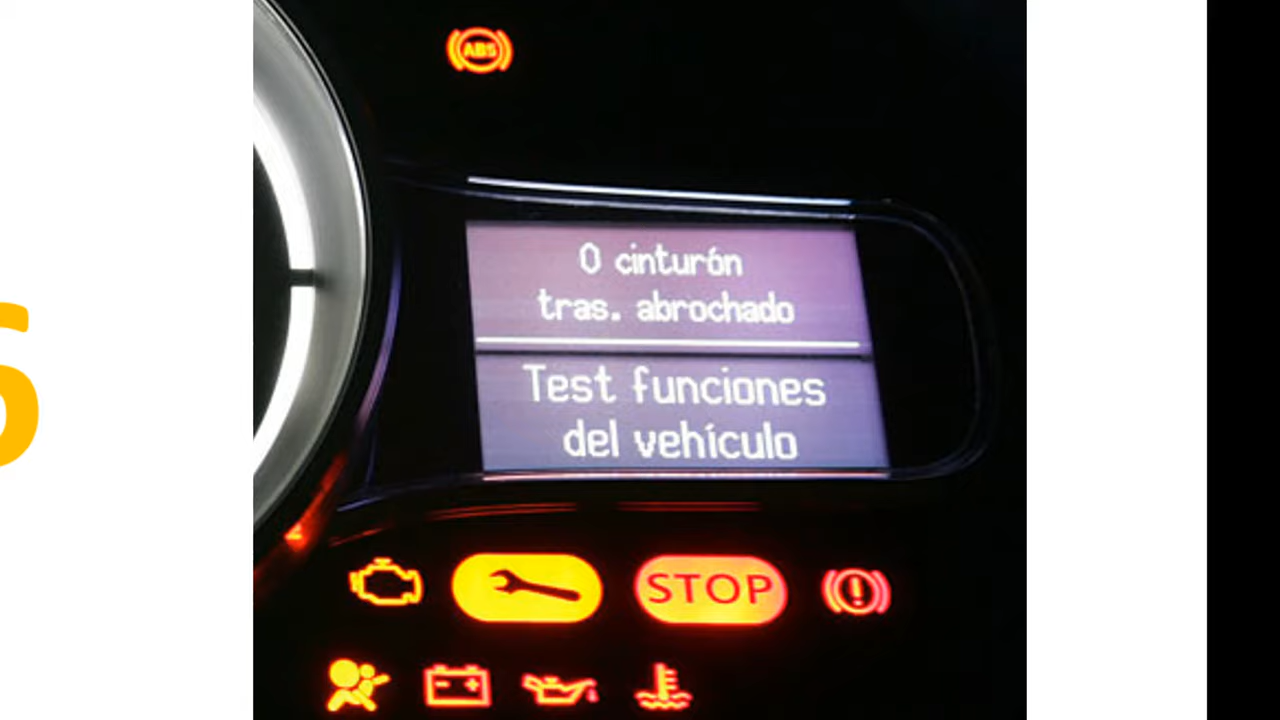 ABS
0 cinturón
tras. abrochado
Test funciones
del vehículo
STOP